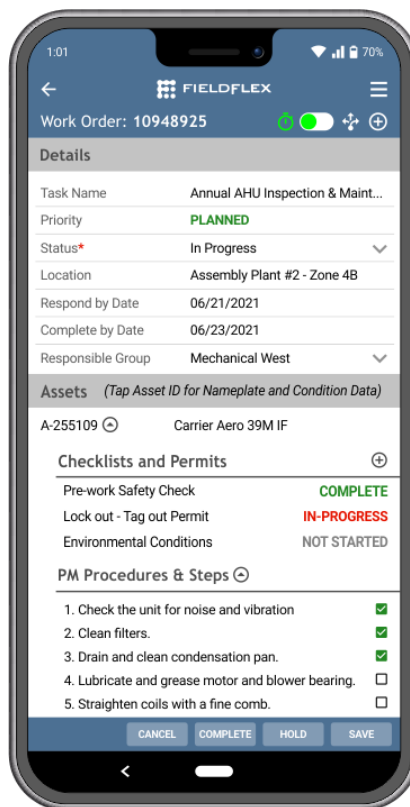 1:01 70%
FIELDFLEX
Work Order: 10948925
Details
Task Name Annual AHU Inspection & Maint...
Priority PLANNED
Status* In Progress
Location Assembly Plant #2 - Zone 4B
Respond by Date 06/21/2021
Complete by Date 06/23/2021
Responsible Group Mechanical West
Assets (Tap Asset ID for Nameplate and Condition Data)
A-255109 Carrier Aero 39M IF
Checklists and Permits
Pre-work Safety Check COMPLETE
Lock out - Tag out Permit IN-PROGRESS
Environmental Conditions NOT STARTED
PM Procedures & Steps
1. Check the unit for noise and vibration
2. Clean filters.
3. Drain and clean condensation pan.
4. Lubricate and grease motor and blower bearing.
5. Straighten coils with a fine comb.
CANCEL COMPLETE HOLD SAVE